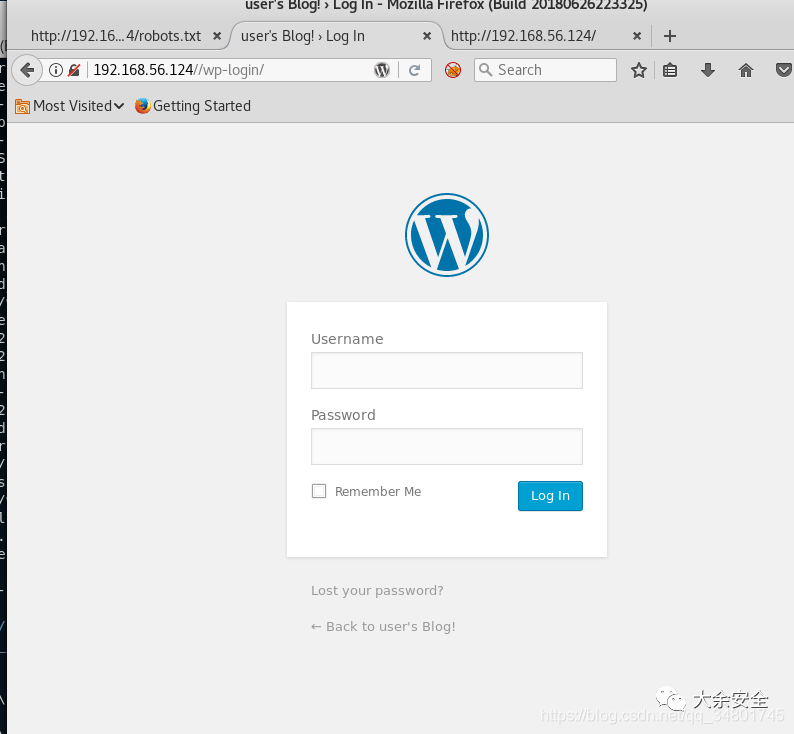 user's Blog! › Log In - Mozilla Firefox (Build 20180626223325)
http://192.16...4/robots.txt × user's Blog! › Log In × http://192.168.56.124/ × +
192.168.56.124//wp-login/ Search
Most Visited Getting Started
Username
Password
Remember Me Log In
Lost your password?
← Back to user's Blog!
大余安全
https://blog.csdn.net/qq_34801745